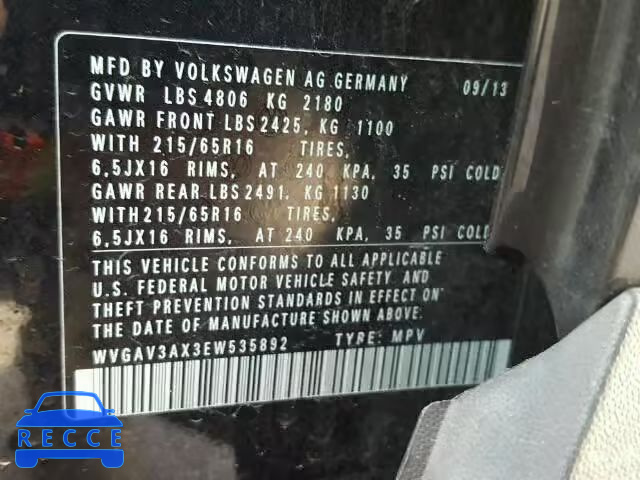 MFD BY VOLKSWAGEN AG GERMANY 09/13
GVWR LBS 4806 KG 2180
GAWR FRONT LBS 2425, KG 1100
WITH 215/65R16 TIRES,
6,5JX16 RIMS, AT 240 KPA, 35 PSI COLD
GAWR REAR LBS 2491, KG 1130
WITH 215/65R16 TIRES,
6,5JX16 RIMS, AT 240 KPA, 35 PSI COLD
THIS VEHICLE CONFORMS TO ALL APPLICABLE
U.S. FEDERAL MOTOR VEHICLE SAFETY AND
THEFT PREVENTION STANDARDS IN EFFECT ON
THE DATE OF MANUFACTURE SHOWN ABOVE.
WVGAV3AX3EW535892 TYPE: MPV
RECCE